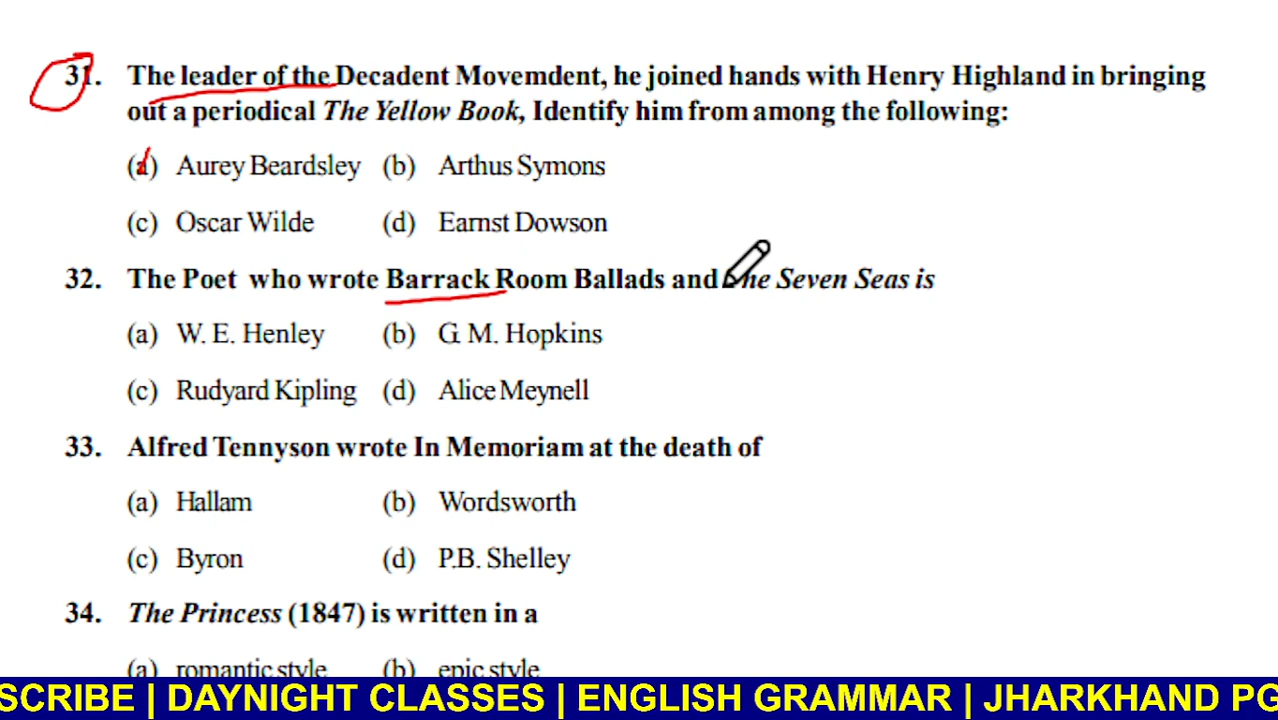 31. The leader of the Decadent Movemdent, he joined hands with Henry Highland in bringing
out a periodical The Yellow Book, Identify him from among the following:
(a) Aurey Beardsley (b) Arthus Symons
(c) Oscar Wilde (d) Earnst Dowson
32. The Poet who wrote Barrack Room Ballads and The Seven Seas is
(a) W. E. Henley (b) G. M. Hopkins
(c) Rudyard Kipling (d) Alice Meynell
33. Alfred Tennyson wrote In Memoriam at the death of
(a) Hallam (b) Wordsworth
(c) Byron (d) P.B. Shelley
34. The Princess (1847) is written in a
(a) romantic style (b) epic style
SCRIBE | DAYNIGHT CLASSES | ENGLISH GRAMMAR | JHARKHAND PG